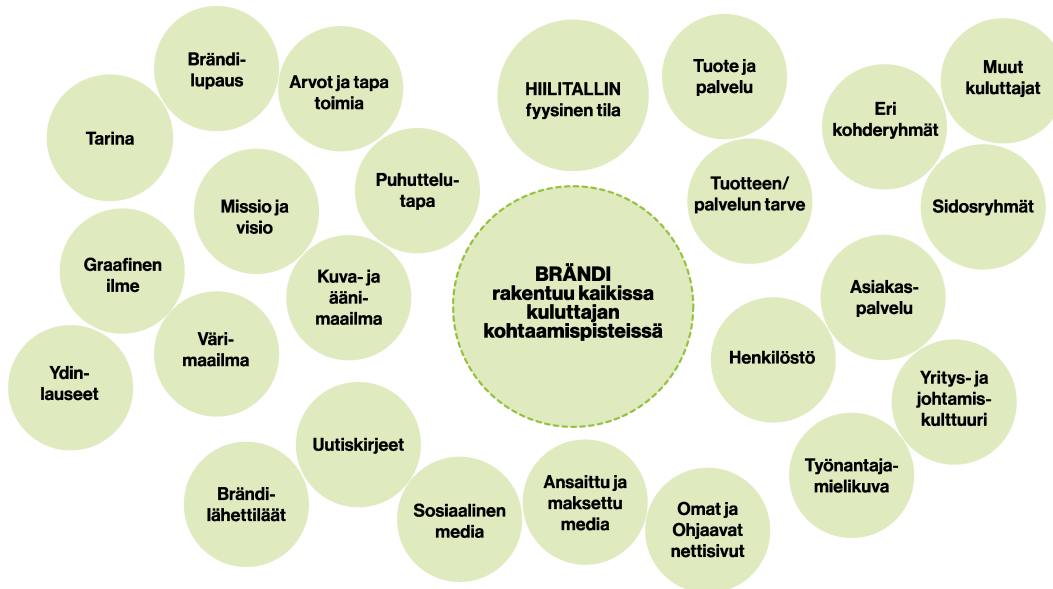 Brändi-
lupaus
Arvot ja tapa
toimia
Tarina
Missio ja
visio
Puhuttelu-
tapa
Graafinen
ilme
Kuva- ja
ääni-
maailma
Väri-
maailma
Ydin-
lauseet
HIILITALLIN
fyysinen tila
BRÄNDI
rakentuu kaikissa
kuluttajan
kohtaamispisteissä
Tuote ja
palvelu
Tuotteen/
palvelun tarve
Eri
kohderyhmät
Muut
kuluttajat
Sidosryhmät
Asiakas-
palvelu
Henkilöstö
Yritys- ja
johtamis-
kulttuuri
Työnantaja-
mielikuva
Uutiskirjeet
Brändi-
lähettiläät
Sosiaalinen
media
Ansaittu ja
maksettu
media
Omat ja
Ohjaavat
nettisivut